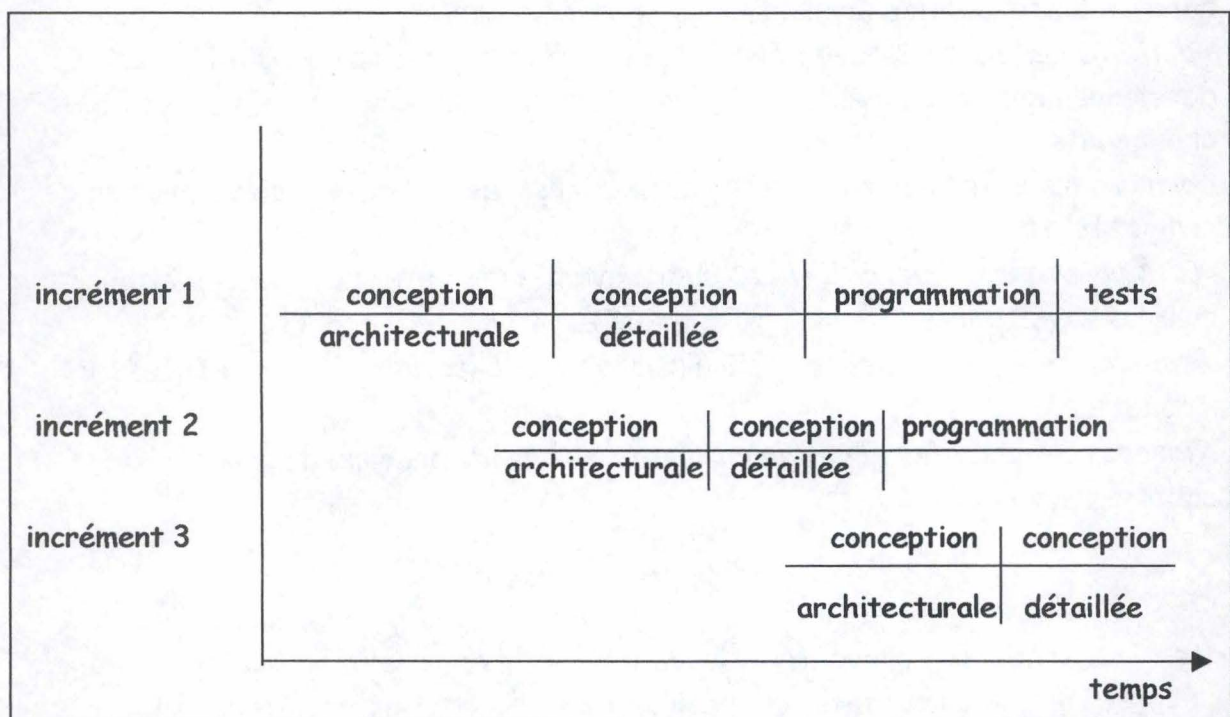 incrément 1 conception conception programmation tests
architecturale détaillée
incrément 2 conception conception programmation
architecturale détaillée
incrément 3 conception conception
architecturale détaillée
temps